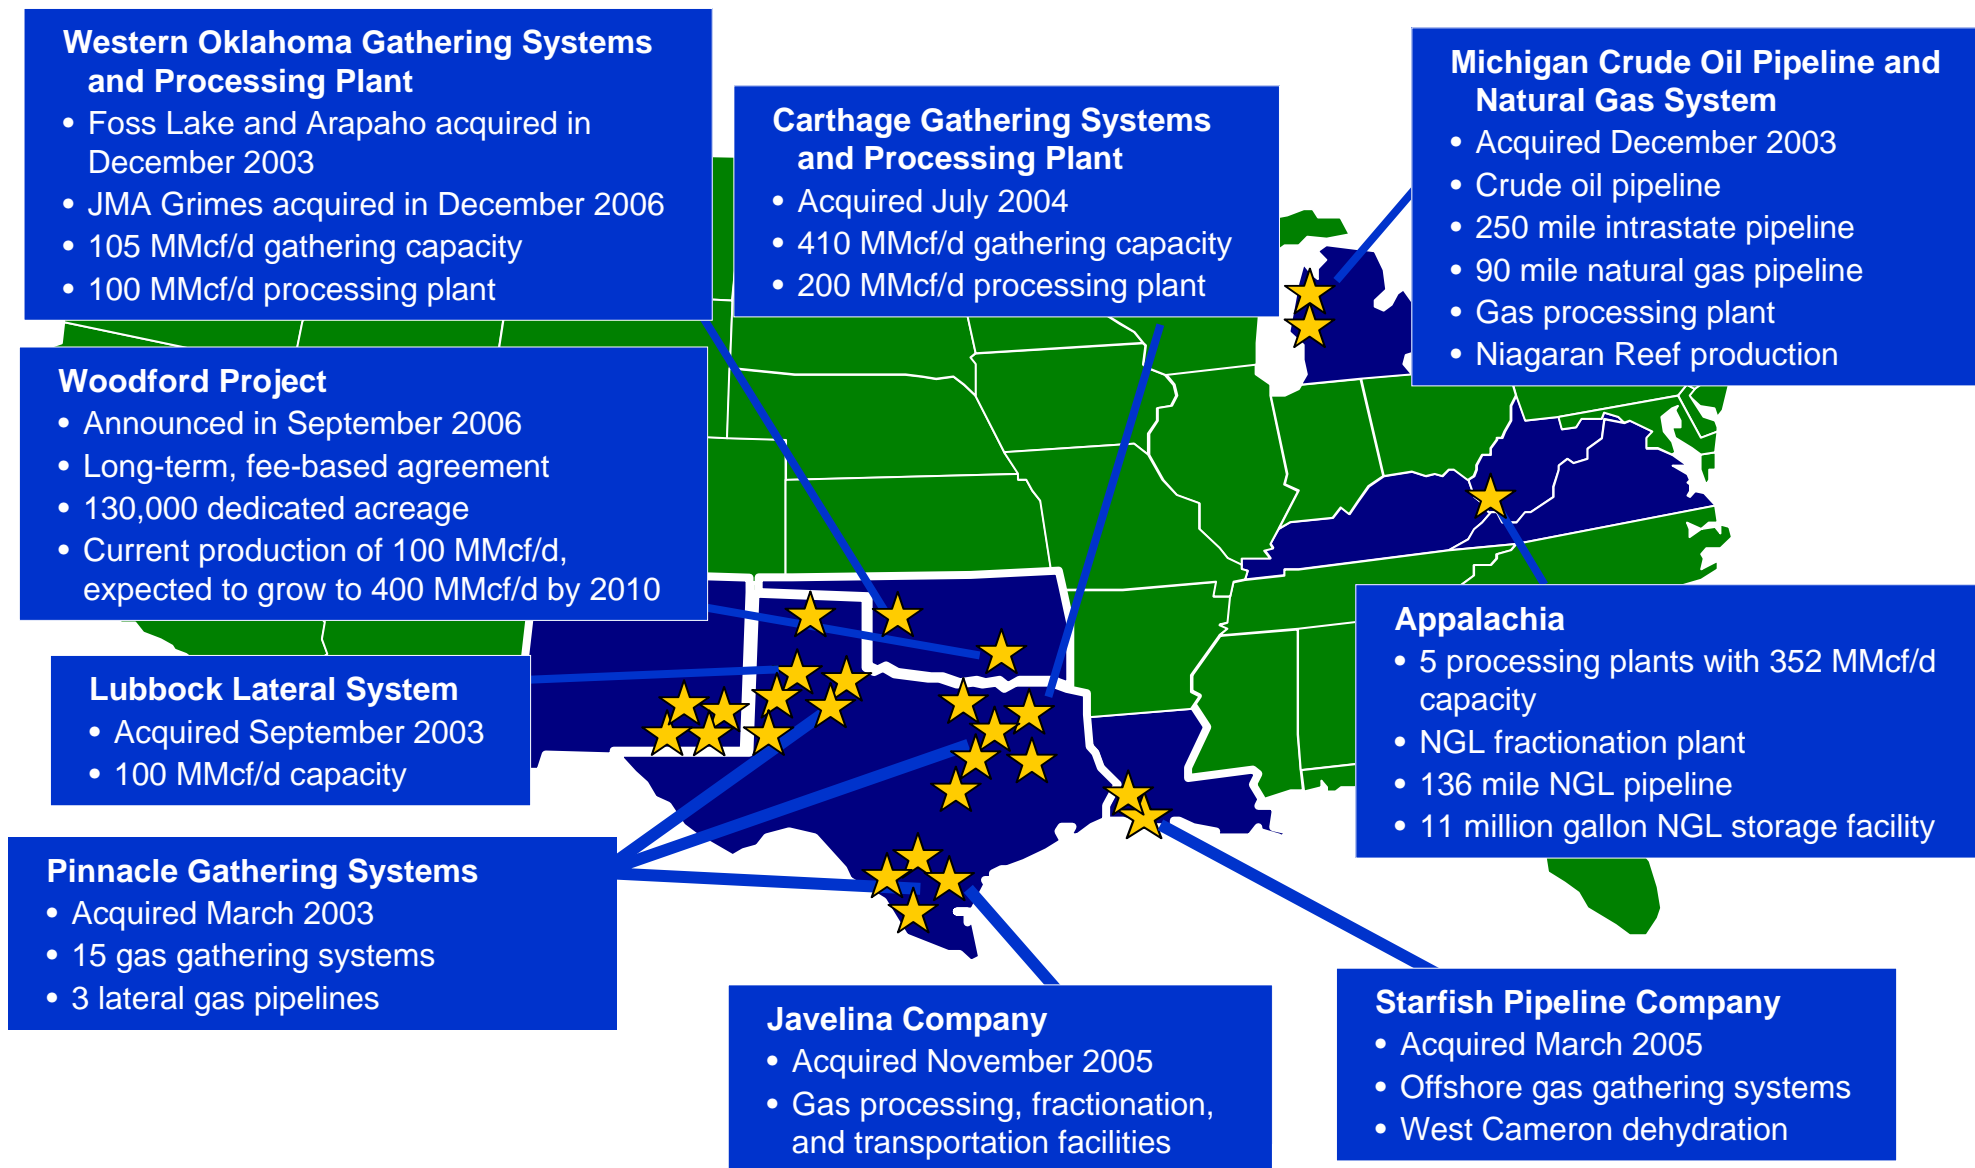 Western Oklahoma Gathering Systems
and Processing Plant
• Foss Lake and Arapaho acquired in
December 2003
• JMA Grimes acquired in December 2006
• 105 MMcf/d gathering capacity
• 100 MMcf/d processing plant
Carthage Gathering Systems
and Processing Plant
• Acquired July 2004
• 410 MMcf/d gathering capacity
• 200 MMcf/d processing plant
Michigan Crude Oil Pipeline and
Natural Gas System
• Acquired December 2003
• Crude oil pipeline
• 250 mile intrastate pipeline
• 90 mile natural gas pipeline
• Gas processing plant
• Niagaran Reef production
Woodford Project
• Announced in September 2006
• Long-term, fee-based agreement
• 130,000 dedicated acreage
• Current production of 100 MMcf/d,
expected to grow to 400 MMcf/d by 2010
Lubbock Lateral System
• Acquired September 2003
• 100 MMcf/d capacity
Appalachia
• 5 processing plants with 352 MMcf/d
capacity
• NGL fractionation plant
• 136 mile NGL pipeline
• 11 million gallon NGL storage facility
Pinnacle Gathering Systems
• Acquired March 2003
• 15 gas gathering systems
• 3 lateral gas pipelines
Javelina Company
• Acquired November 2005
• Gas processing, fractionation,
and transportation facilities
Starfish Pipeline Company
• Acquired March 2005
• Offshore gas gathering systems
• West Cameron dehydration